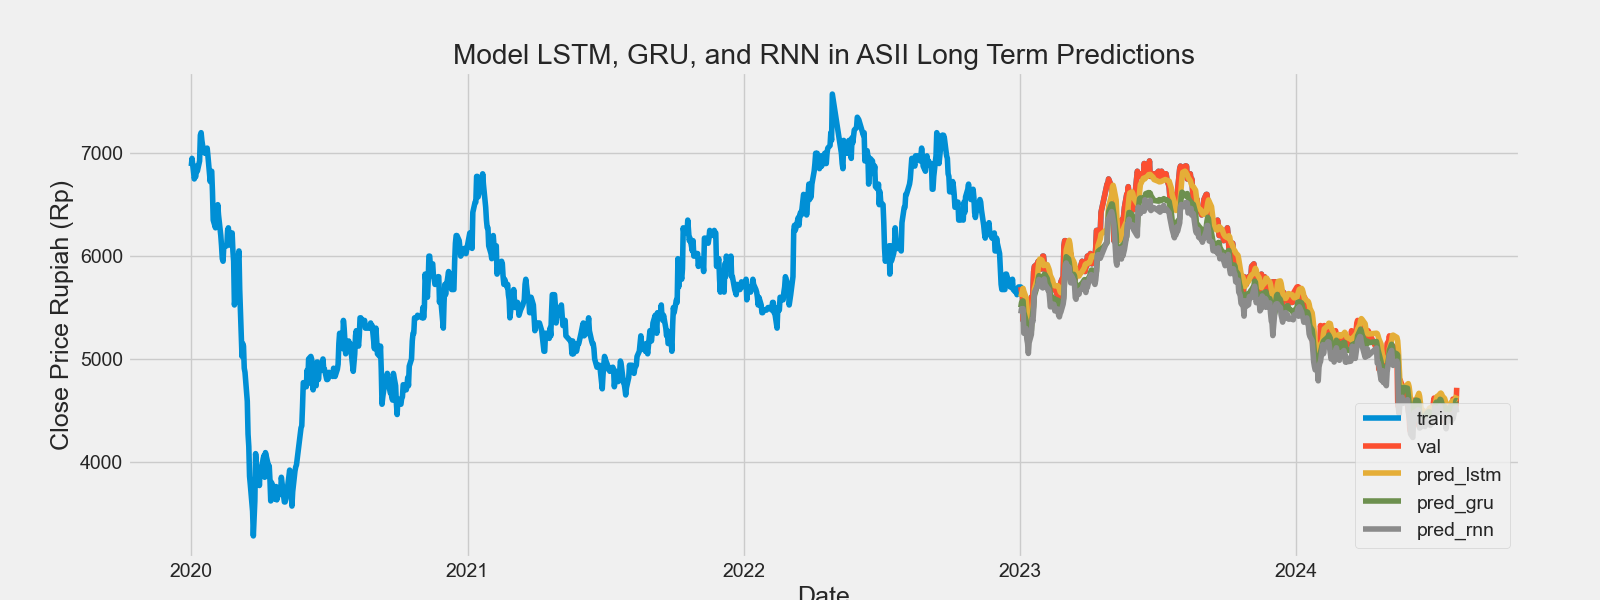 Model LSTM, GRU, and RNN in ASII Long Term Predictions
Close Price Rupiah (Rp)
7000
6000
5000
4000
train
val
pred_lstm
pred_gru
pred_rnn
2020
2021
2022
2023
2024
Date